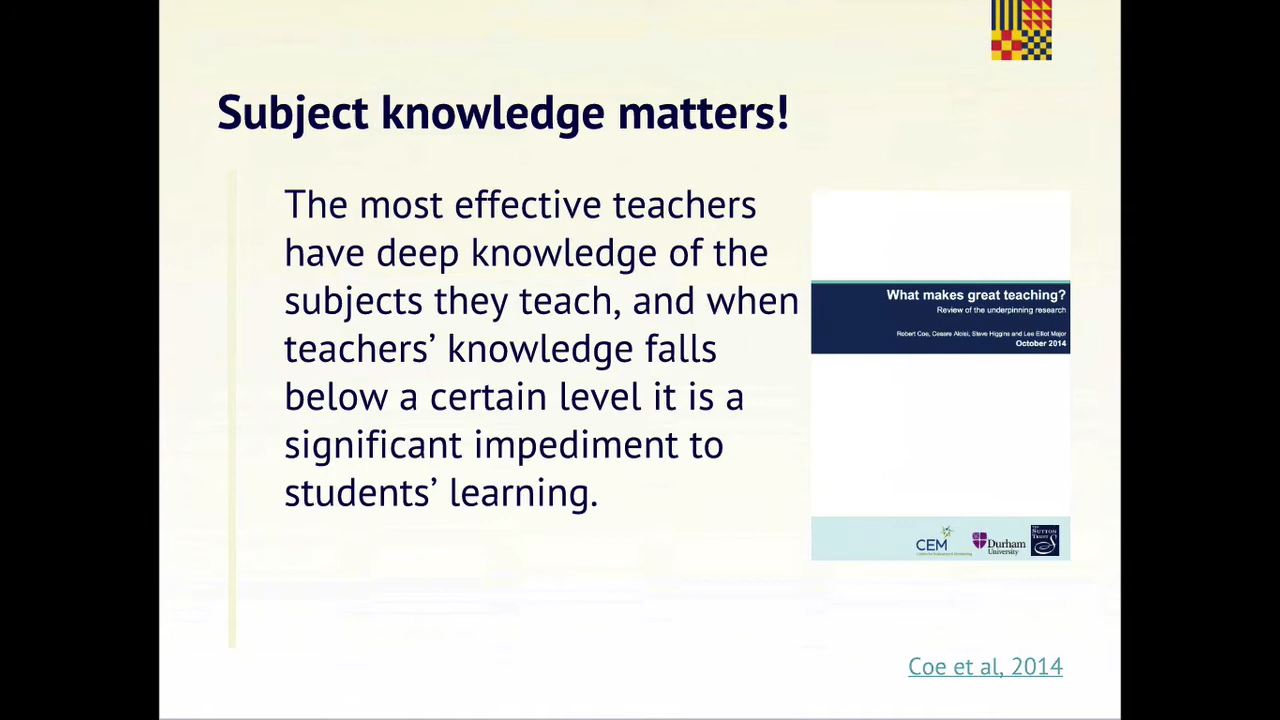 Subject knowledge matters!
The most effective teachers
have deep knowledge of the
subjects they teach, and when
teachers’ knowledge falls
below a certain level it is a
significant impediment to
students’ learning.
What makes great teaching?
Review of the underpinning research
Robert Coe, Cesare Aloisi, Steve Higgins and Lee Elliot Major
October 2014
CEM
Durham
University
SUTTON
TRUST
Coe et al, 2014